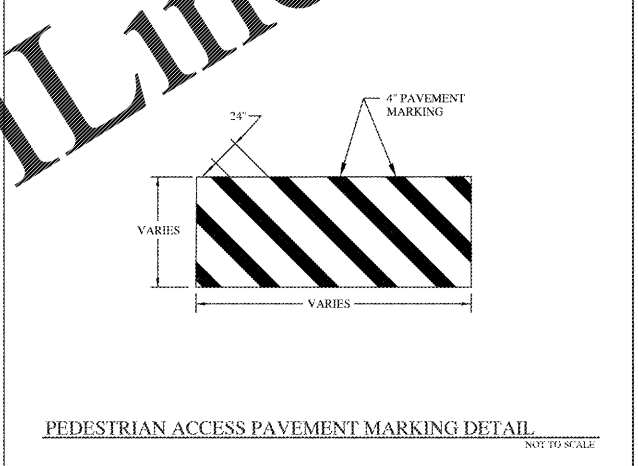 24"
4" PAVEMENT
MARKING
VARIES
VARIES
PEDESTRIAN ACCESS PAVEMENT MARKING DETAIL
NOT TO SCALE